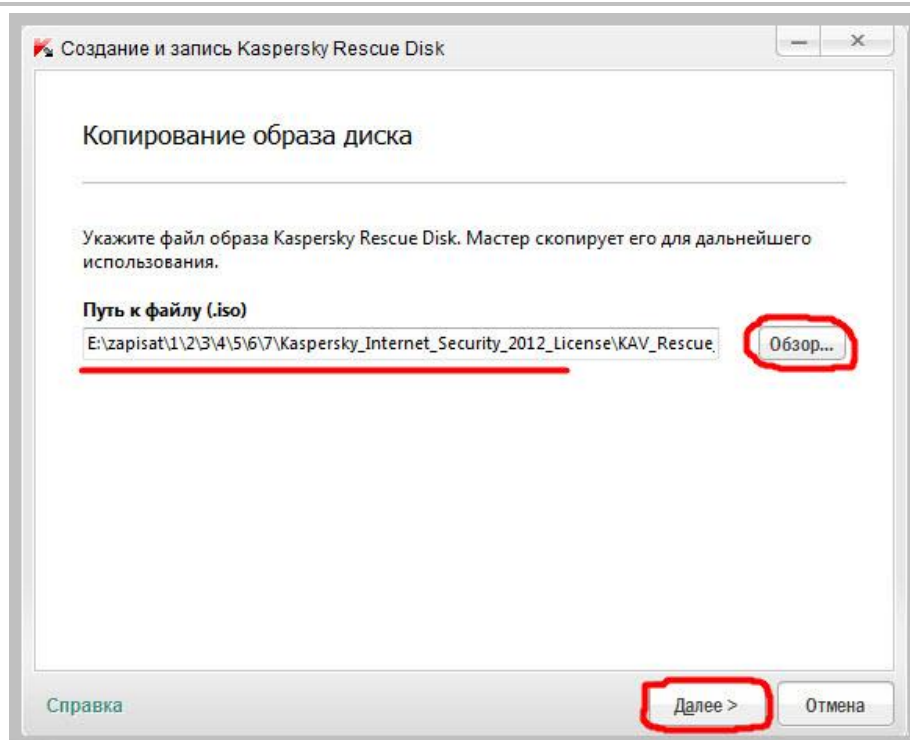 Создание и запись Kaspersky Rescue Disk
Копирование образа диска
Укажите файл образа Kaspersky Rescue Disk. Мастер скопирует его для дальнейшего
использования.
Путь к файлу (.iso)
E:\zapisat\1\2\3\4\5\6\7\Kaspersky_Internet_Security_2012_License\KAV_Rescue_
Обзор...
Справка
Далее >
Отмена